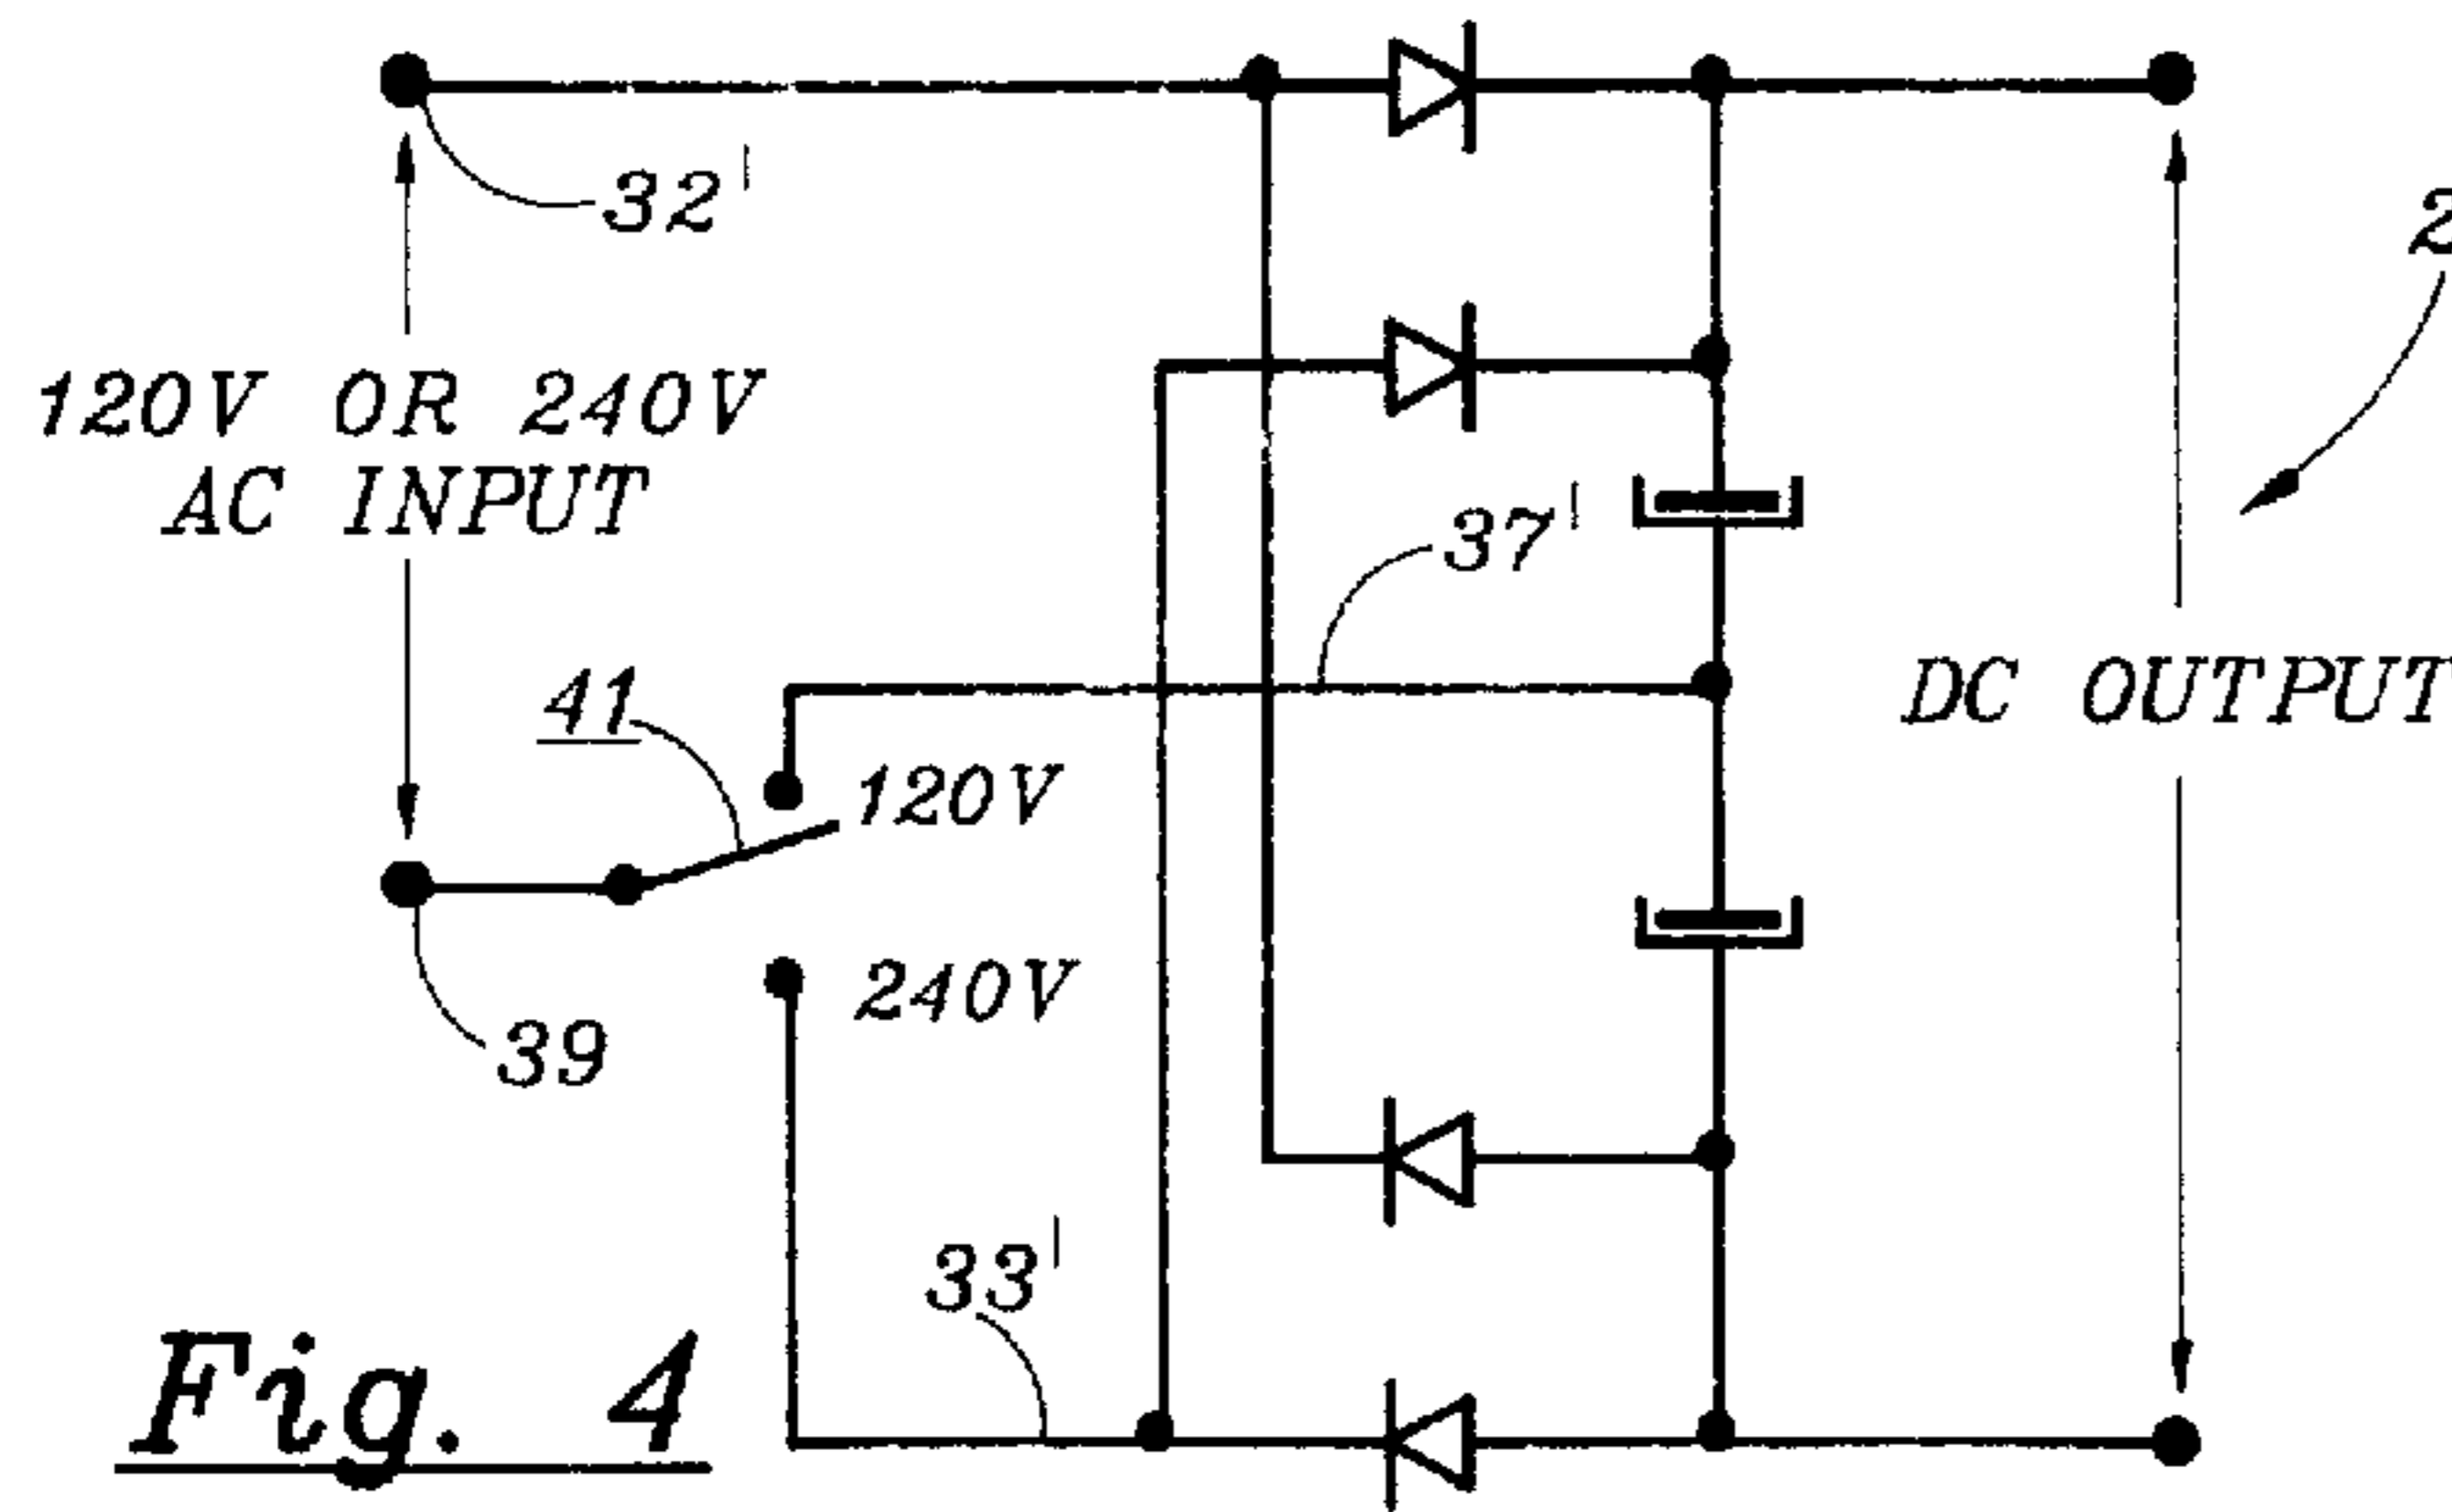 32'
120V OR 240V
AC INPUT
37'
41
120V
DC OUTPUT
240V
39
33'
Fig. 4